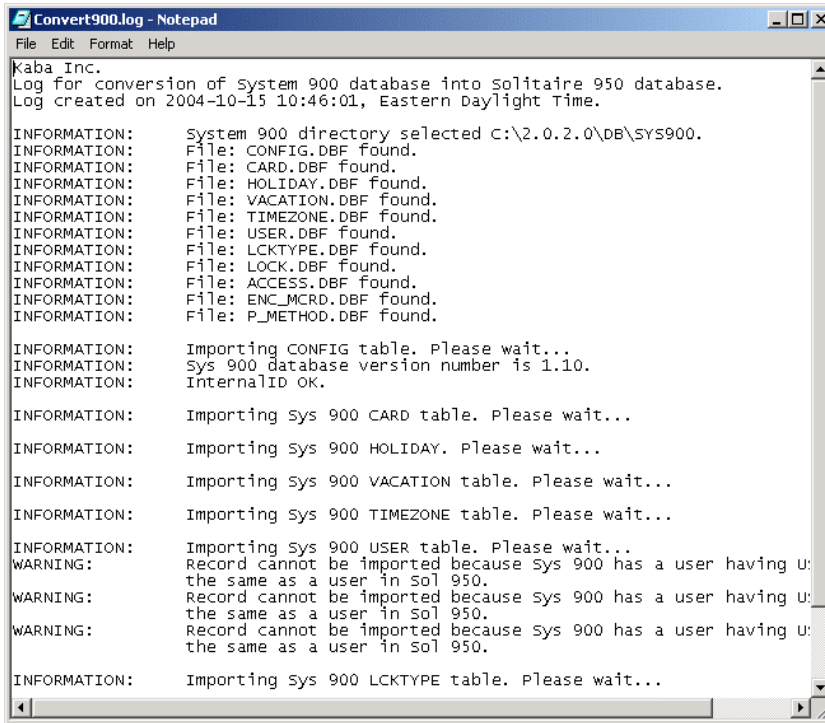 Convert900.log - Notepad
File Edit Format Help
Kaba Inc.
Log for conversion of System 900 database into Solitaire 950 database.
Log created on 2004-10-15 10:46:01, Eastern Daylight Time.
INFORMATION: System 900 directory selected C:\2.0.2.0\DB\SYS900.
INFORMATION: File: CONFIG.DBF found.
INFORMATION: File: CARD.DBF found.
INFORMATION: File: HOLIDAY.DBF found.
INFORMATION: File: VACATION.DBF found.
INFORMATION: File: TIMEZONE.DBF found.
INFORMATION: File: USER.DBF found.
INFORMATION: File: LCKTYPE.DBF found.
INFORMATION: File: LOCK.DBF found.
INFORMATION: File: ACCESS.DBF found.
INFORMATION: File: ENC_MCRD.DBF found.
INFORMATION: File: P_METHOD.DBF found.
INFORMATION: Importing CONFIG table. Please wait...
INFORMATION: Sys 900 database version number is 1.10.
INFORMATION: InternalID OK.
INFORMATION: Importing Sys 900 CARD table. Please wait...
INFORMATION: Importing Sys 900 HOLIDAY. Please wait...
INFORMATION: Importing Sys 900 VACATION table. Please wait...
INFORMATION: Importing Sys 900 TIMEZONE table. Please wait...
INFORMATION: Importing Sys 900 USER table. Please wait...
WARNING: Record cannot be imported because Sys 900 has a user having
the same as a user in Sol 950.
WARNING: Record cannot be imported because Sys 900 has a user having
the same as a user in Sol 950.
WARNING: Record cannot be imported because Sys 900 has a user having
the same as a user in Sol 950.
INFORMATION: Importing Sys 900 LCKTYPE table. Please wait...